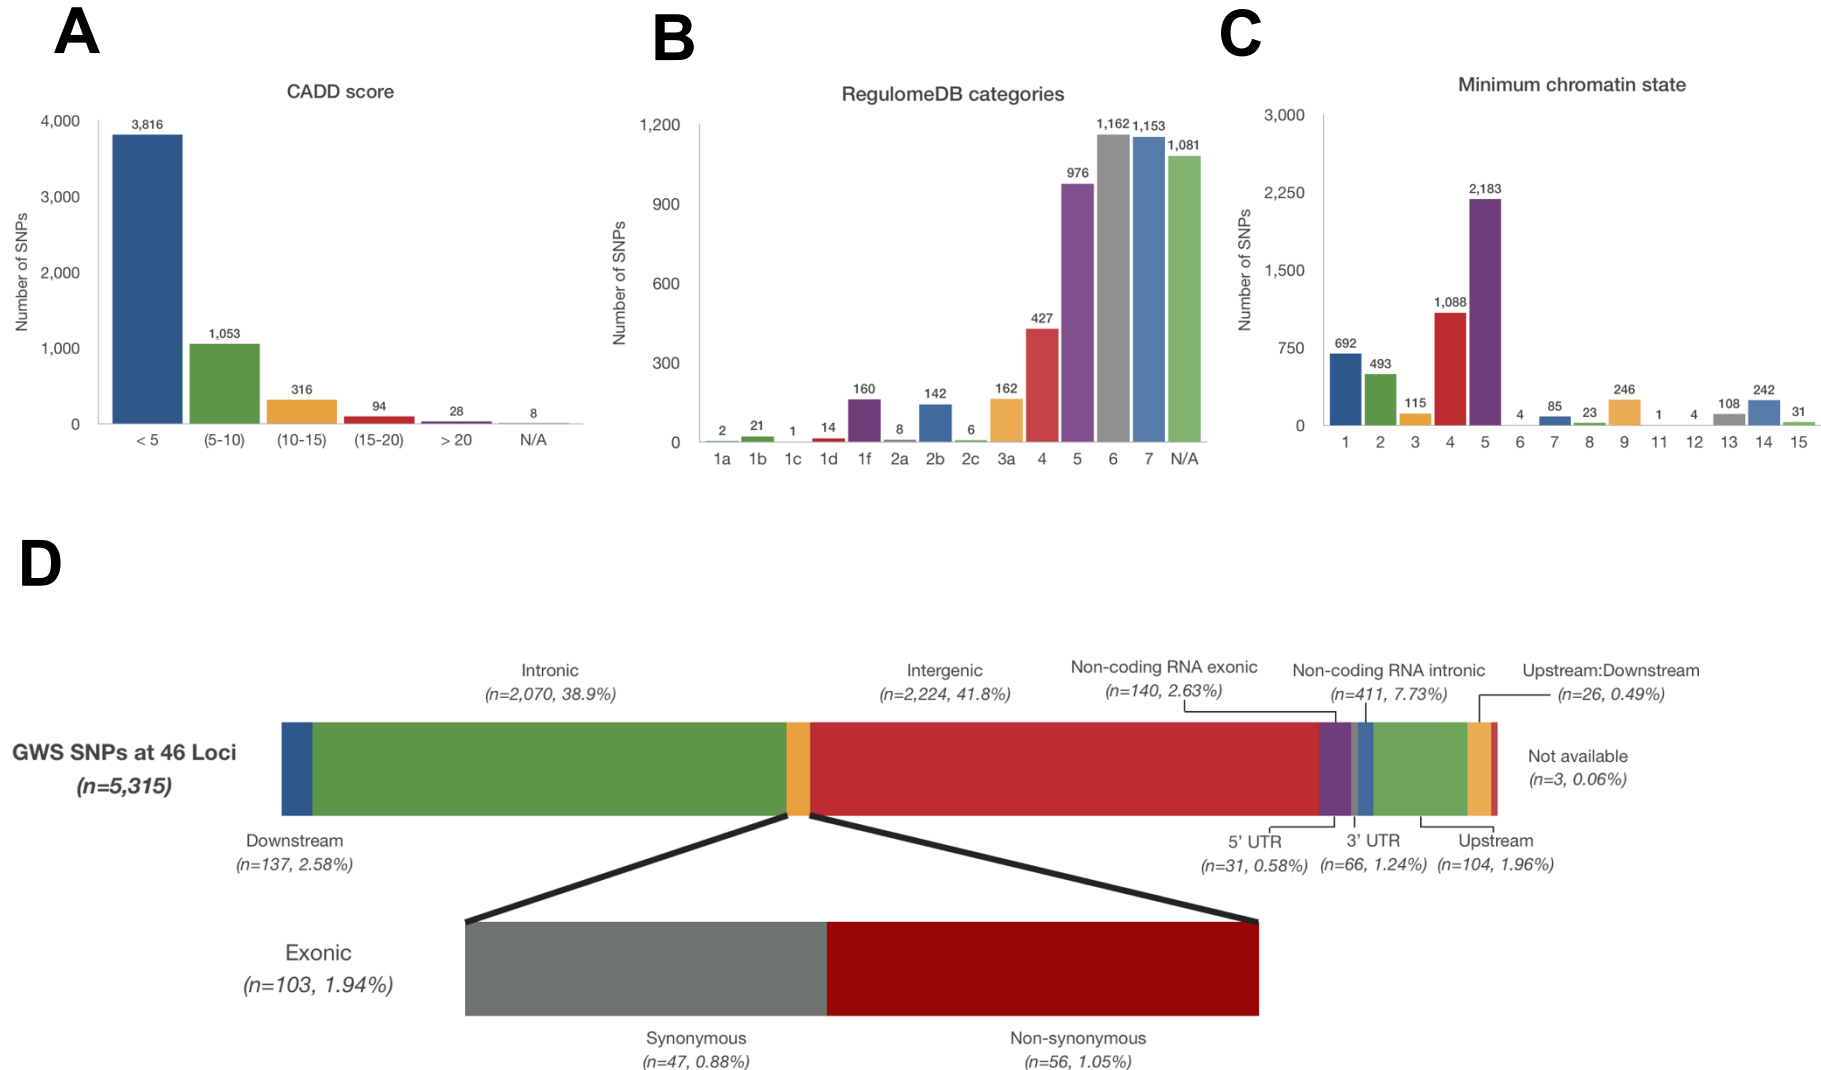 A
CADD score
Number of SNPs
4,000
3,000
2,000
1,000
0
3,816
1,053
316
94
28
8
< 5
(5-10)
(10-15)
(15-20)
> 20
N/A
B
RegulomeDB categories
Number of SNPs
1,200
900
600
300
0
2
21
1
14
160
8
142
6
162
427
976
1,162
1,153
1,081
1a
1b
1c
1d
1f
2a
2b
2c
3a
4
5
6
7
N/A
C
Minimum chromatin state
Number of SNPs
3,000
2,250
1,500
750
0
692
493
115
1,088
2,183
4
85
23
246
1
4
108
242
31
1
2
3
4
5
6
7
8
9
11
12
13
14
15
D
GWS SNPs at 46 Loci
(n=5,315)
Intronic
(n=2,070, 38.9%)
Intergenic
(n=2,224, 41.8%)
Non-coding RNA exonic
(n=140, 2.63%)
Non-coding RNA intronic
(n=411, 7.73%)
Upstream:Downstream
(n=26, 0.49%)
Not available
(n=3, 0.06%)
Downstream
(n=137, 2.58%)
5’ UTR
(n=31, 0.58%)
3’ UTR
(n=66, 1.24%)
Upstream
(n=104, 1.96%)
Exonic
(n=103, 1.94%)
Synonymous
(n=47, 0.88%)
Non-synonymous
(n=56, 1.05%)